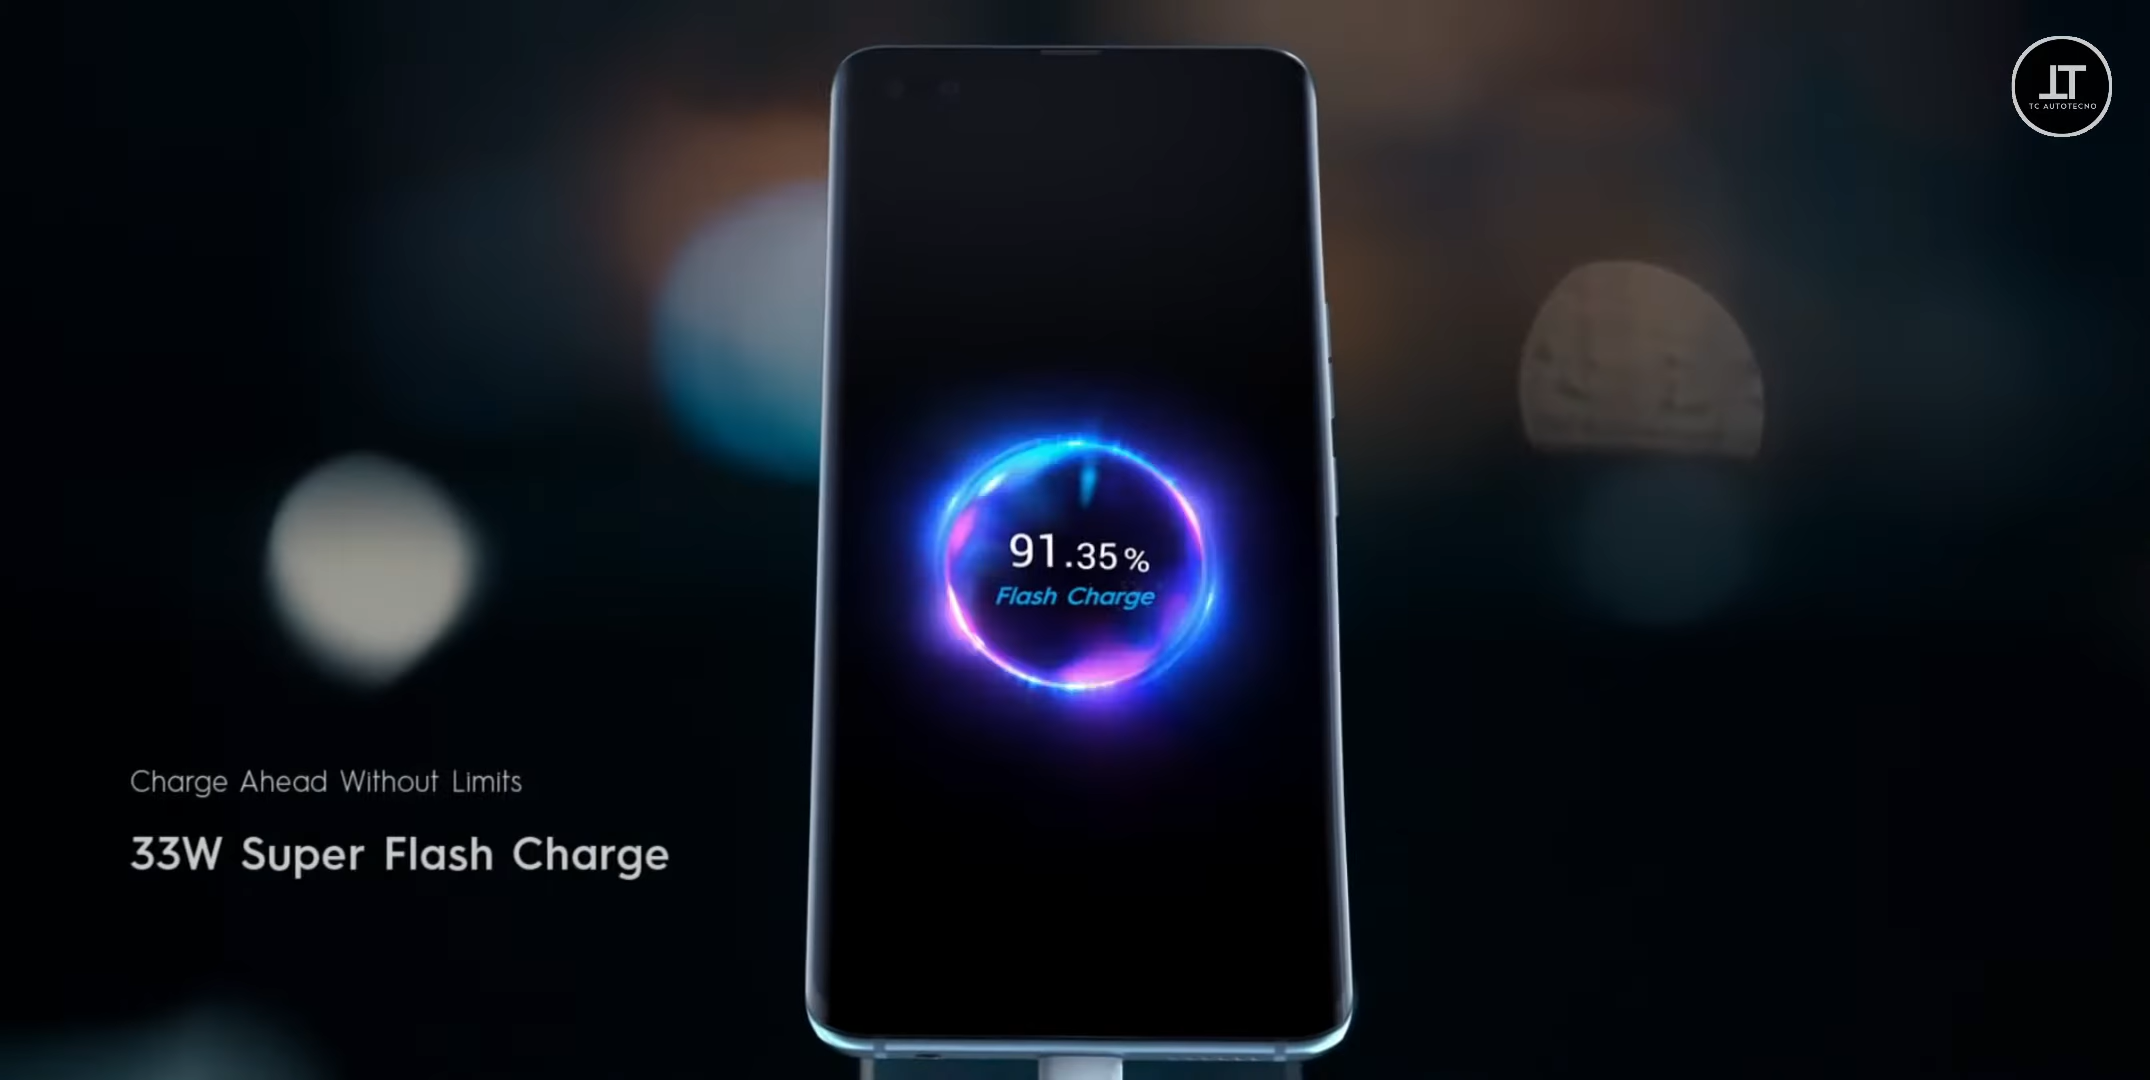 TC AUTOTECNO
91.35%
Flash Charge
Charge Ahead Without Limits
33W Super Flash Charge